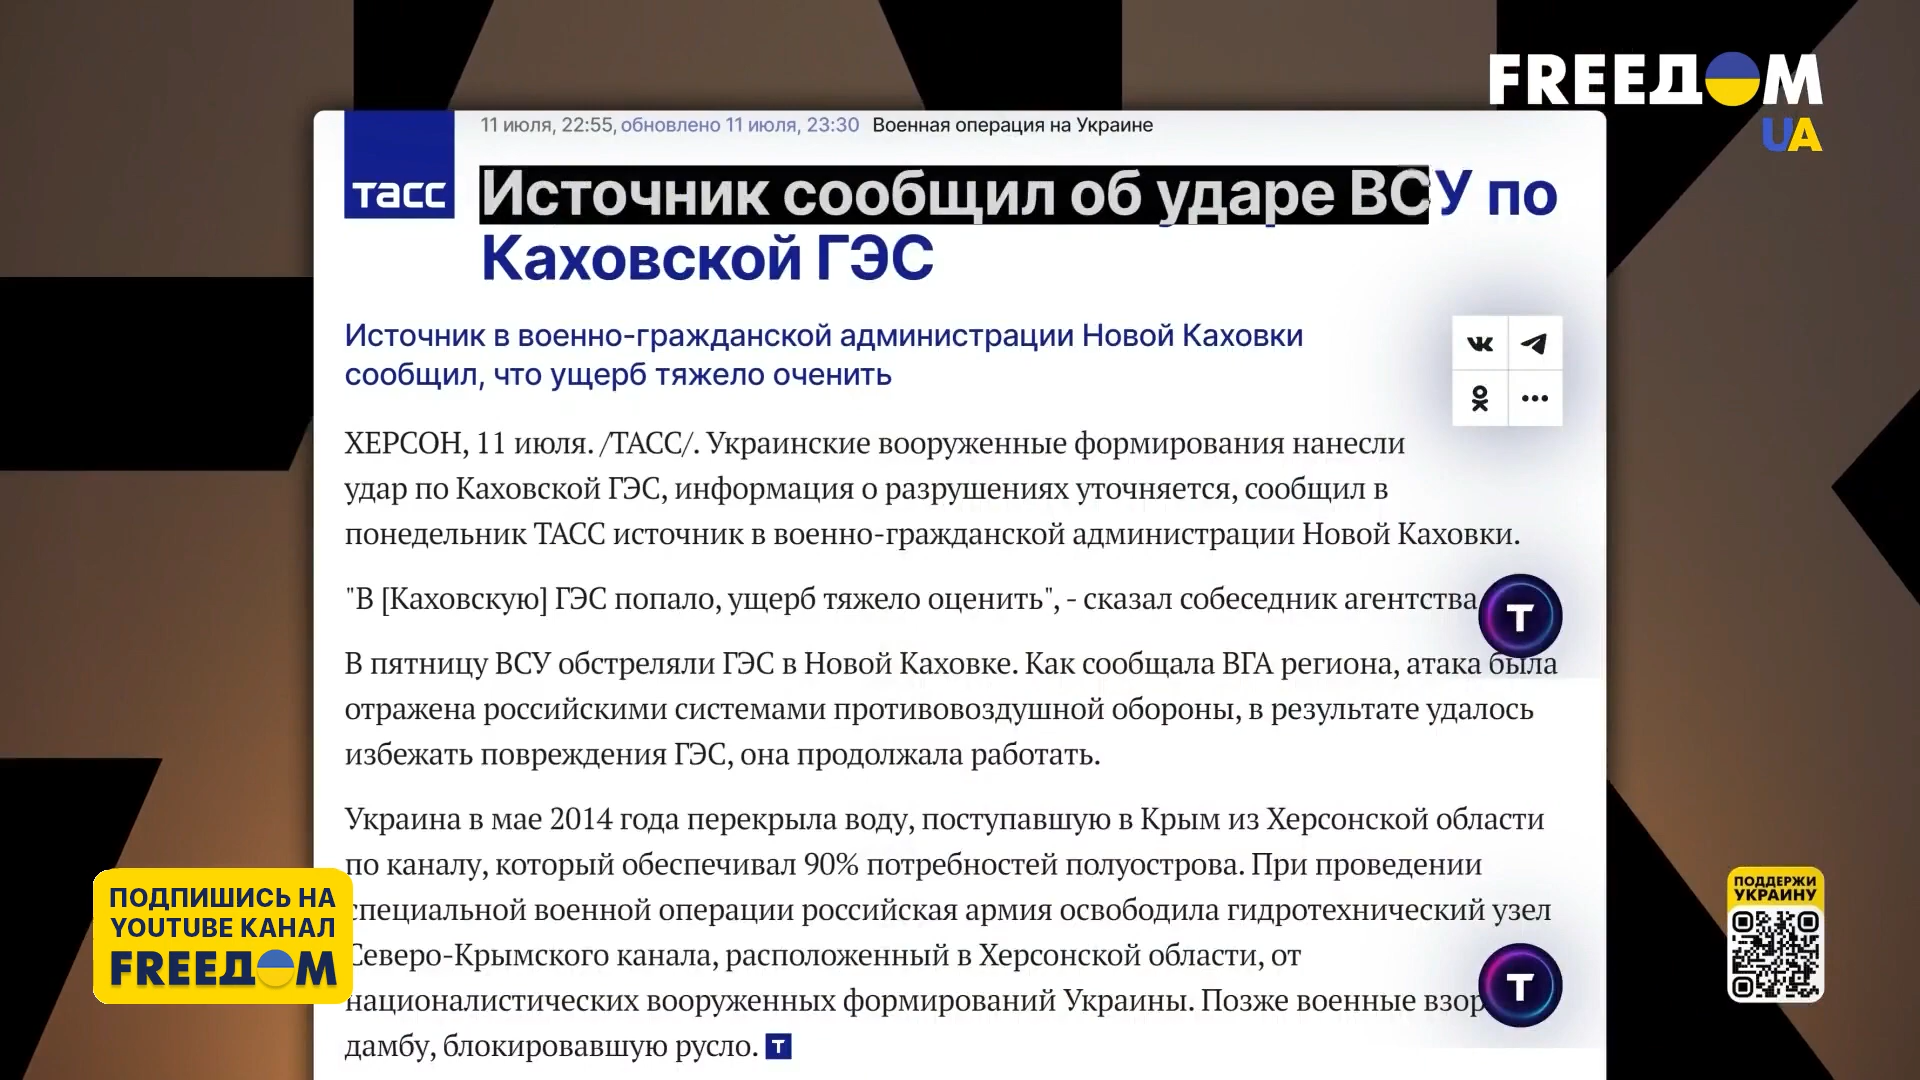 FREEДOM
UA
11 июля, 22:55, обновлено 11 июля, 23:30 Военная операция на Украине
тасс
Источник сообщил об ударе ВСУ по
Каховской ГЭС
Источник в военно-гражданской администрации Новой Каховки
сообщил, что ущерб тяжело оченить
ХЕРСОН, 11 июля. /ТАСС/. Украинские вооруженные формирования нанесли
удар по Каховской ГЭС, информация о разрушениях уточняется, сообщил в
понедельник ТАСС источник в военно-гражданской администрации Новой Каховки.
"В [Каховскую] ГЭС попало, ущерб тяжело оценить", - сказал собеседник агентства
В пятницу ВСУ обстреляли ГЭС в Новой Каховке. Как сообщала ВГА региона, атака была
отражена российскими системами противовоздушной обороны, в результате удалось
избежать повреждения ГЭС, она продолжала работать.
Украина в мае 2014 года перекрыла воду, поступавшую в Крым из Херсонской области
по каналу, который обеспечивал 90% потребностей полуострова. При проведении
специальной военной операции российская армия освободила гидротехнический узел
Северо-Крымского канала, расположенный в Херсонской области, от
националистических вооруженных формирований Украины. Позже военные
дамбу, блокировавшую русло. Т
Т
Т
ПОДПИШИСЬ НА
YOUTUBE КАНАЛ
FREEДOM
ПОДДЕРЖИ
УКРАИНУ